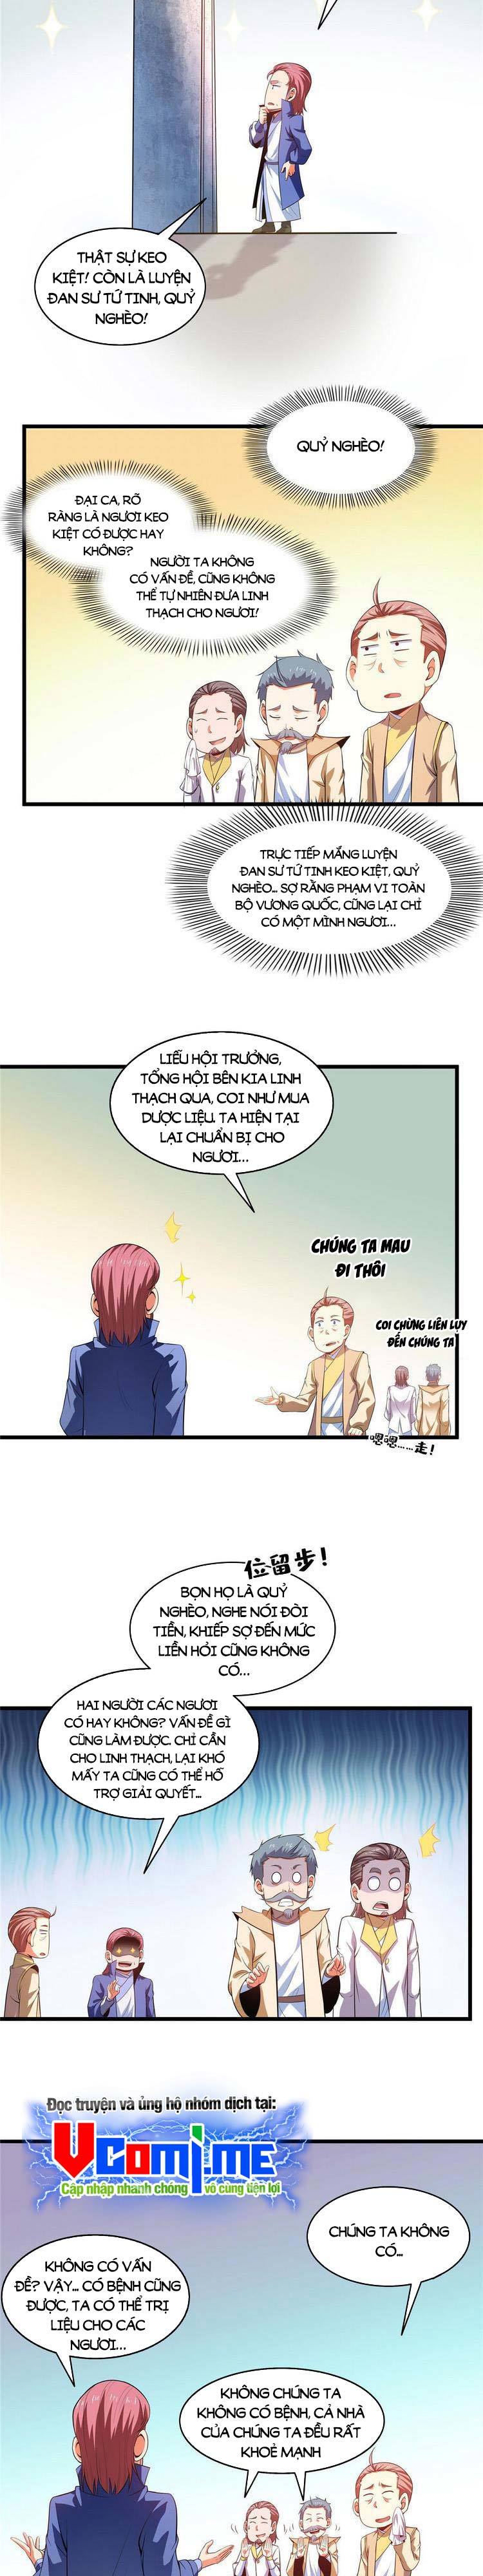 THẬT SỰ KEO
KIỆT! CÒN LÀ LUYỆN
ĐAN SƯ TỨ TINH, QUỶ
NGHÈO!
QUỶ NGHÈO!
ĐẠI CA, RÕ
RÀNG LÀ NGƯƠI KEO
KIỆT CÓ ĐƯỢC HAY
KHÔNG?
NGƯỜI TA KHÔNG
CÓ VẤN ĐỀ, CŨNG KHÔNG
THỂ TỰ NHIÊN ĐƯA LINH
THẠCH CHO NGƯƠI!
TRỰC TIẾP MẮNG LUYỆN
ĐAN SƯ TỨ TINH KEO KIỆT, QUỶ
NGHÈO... SỢ RẰNG PHẠM VI TOÀN
BỘ VƯƠNG QUỐC, CŨNG LẠI CHỈ
CÓ MỘT MÌNH NGƯƠI...
LIỄU HỘI TRƯỞNG,
TỔNG HỘI BÊN KIA LINH
THẠCH QUA, COI NHƯ MUA
DƯỢC LIỆU. TA HIỆN TẠI
LẠI CHUẨN BỊ CHO
NGƯƠI...
CHÚNG TA MAU
ĐI THÔI
COI CHỪNG LIÊN LỤY
ĐẾN CHÚNG TA
嗯嗯……走!
位留步!
BỌN HỌ LÀ QUỶ
NGHÈO, NGHE NÓI ĐÒI
TIỀN, KHIẾP SỢ ĐẾN MỨC
LIỀN HỎI CŨNG KHÔNG
CÓ...
HAI NGƯỜI CÁC NGƯƠI
CÓ HAY KHÔNG? VẤN ĐỀ GÌ
CŨNG LÀM ĐƯỢC. CHỈ CẦN
CHO LINH THẠCH, LẠI KHÓ
MẤY TA CŨNG CÓ THỂ HỖ
TRỢ GIẢI QUYẾT...
Đọc truyện và ủng hộ nhóm dịch tại:
VComi.me
Cập nhập nhanh chóng vô cùng tiện lợi
CHÚNG TA KHÔNG
CÓ...
KHÔNG CÓ VẤN
ĐỀ? VẬY... CÓ BỆNH CŨNG
ĐƯỢC, TA CÓ THỂ TRỊ
LIỆU CHO CÁC
NGƯƠI...
KHÔNG CHÚNG TA
KHÔNG CÓ BỆNH, CẢ NHÀ
CỦA CHÚNG TA ĐỀU RẤT
KHOẺ MẠNH